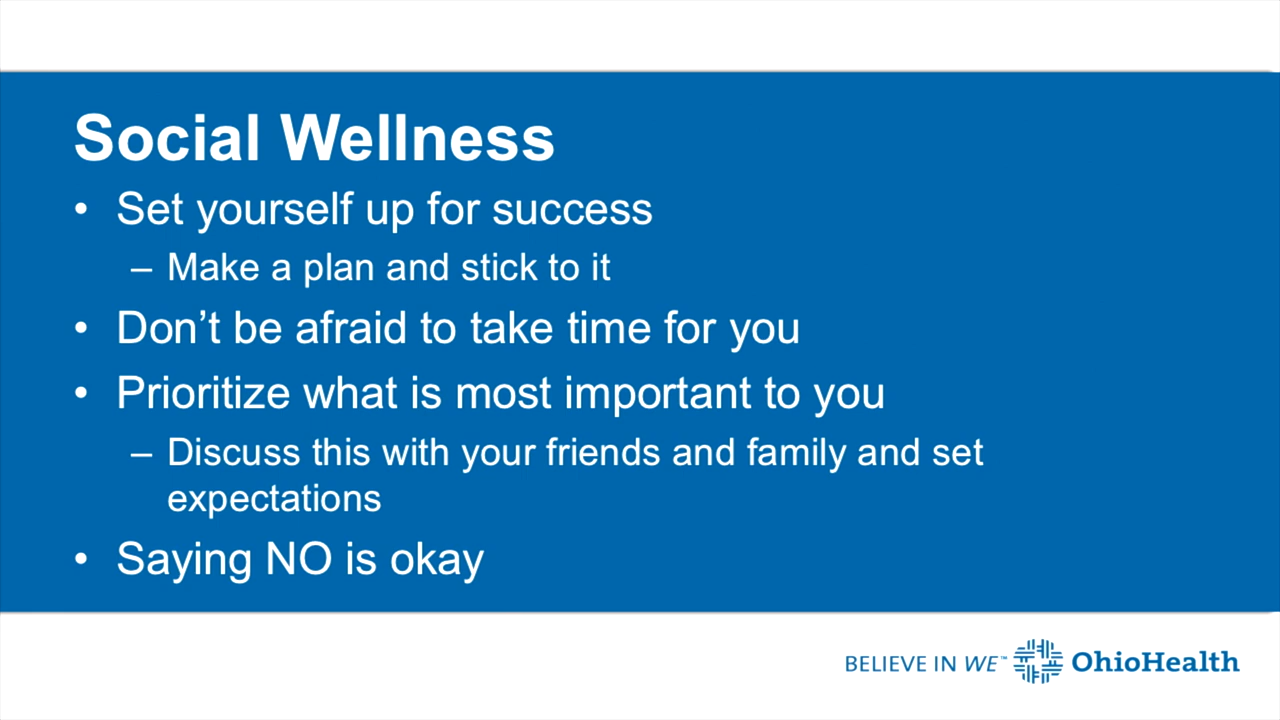 Social Wellness
• Set yourself up for success
– Make a plan and stick to it
• Don’t be afraid to take time for you
• Prioritize what is most important to you
– Discuss this with your friends and family and set
expectations
• Saying NO is okay
BELIEVE IN WE™ OhioHealth